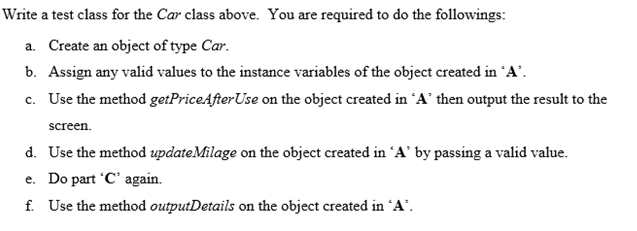 Write a test class for the Car class above. You are required to do the followings:
a. Create an object of type Car.
b. Assign any valid values to the instance variables of the object created in ‘A’.
c. Use the method getPriceAfterUse on the object created in ‘A’ then output the result to the
screen.
d. Use the method updateMilage on the object created in ‘A’ by passing a valid value.
e. Do part ‘C’ again.
f. Use the method outputDetails on the object created in ‘A’.